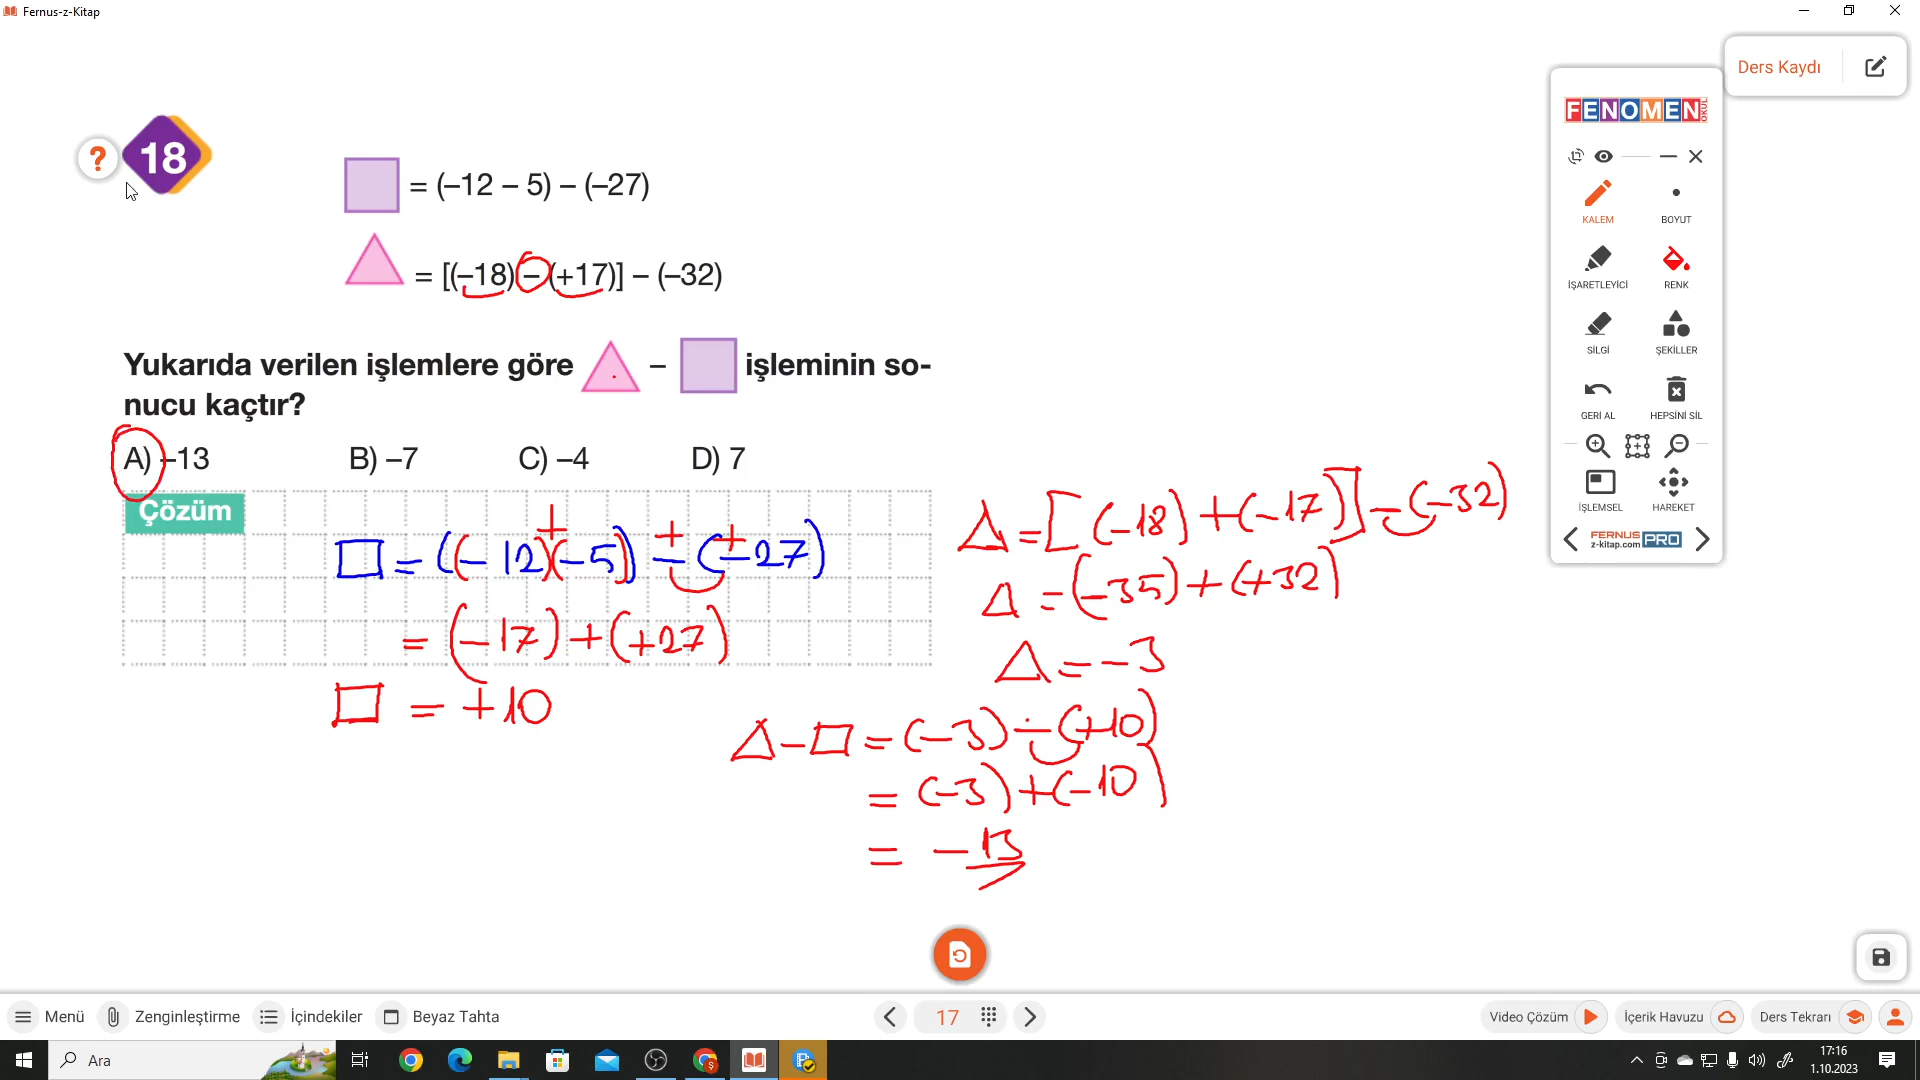 Fernus-z-Kitap
Ders Kaydı
FENOMEN OKUL
? 18
= (–12 – 5) – (–27)
= [(–18) – (+17)] – (–32)
Yukarıda verilen işlemlere göre – işleminin so-
nucu kaçtır?
A) –13 B) –7 C) –4 D) 7
Çözüm
□ = ((-12)+(-5)) - (-27)
= (-17)+(+27)
□ = +10
Δ = [(-18)+(-17)] - (-32)
Δ = (-35)+(+32)
Δ = -3
Δ - □ = (-3) - (+10)
= (-3)+(-10)
= -13
KALEM BOYUT
İŞARETLEYİCİ RENK
SİLGİ ŞEKİLLER
GERİ AL HEPSİNİ SİL
İŞLEMSEL HAREKET
FERNUS
z-kitap.com PRO
Menü Zenginleştirme İçindekiler Beyaz Tahta 17 Video Çözüm İçerik Havuzu Ders Tekrarı
Ara
17:16
1.10.2023